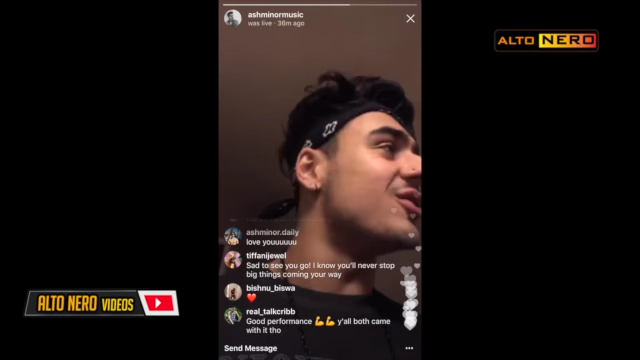 ashminormusic
was live · 36m ago
ALTO NERO
ashminor.daily
love youuuuuu
tiffanijewel
Sad to see you go! I know you'll never stop
big things coming your way
bishnu_biswa
❤️
real_talkcribb
Good performance 💪💪 y'all both came
with it tho
ALTO NERO VIDEOS
Send Message